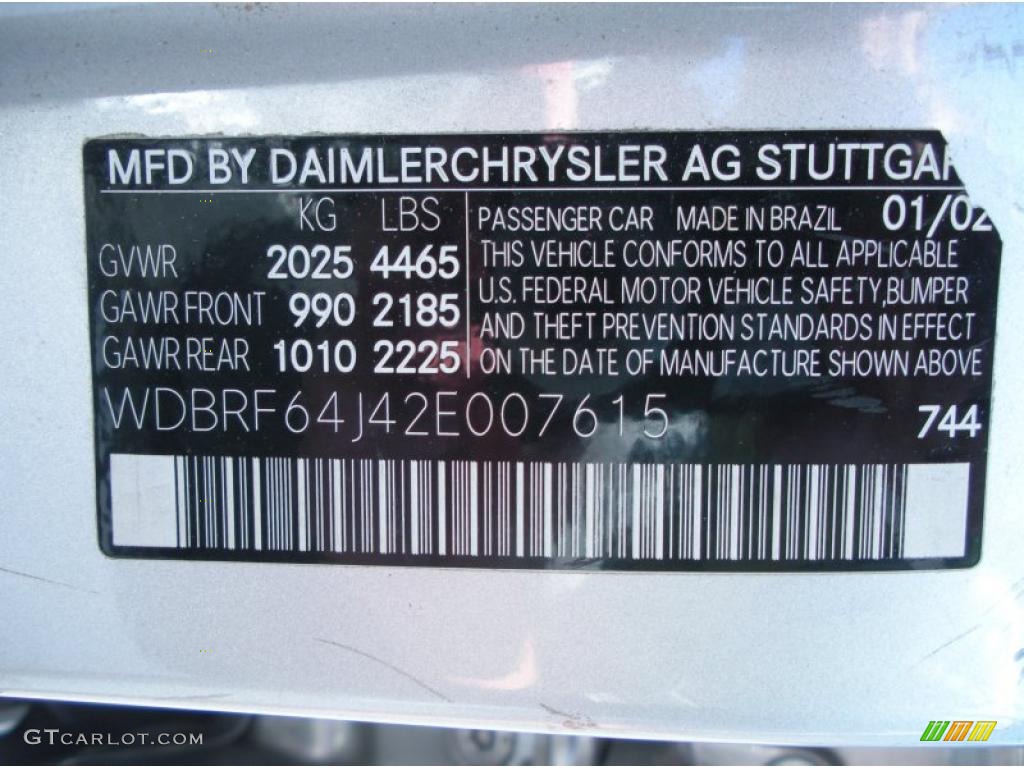 MFD BY DAIMLERCHRYSLER AG STUTTGAR
KG LBS
GVWR 2025 4465
GAWR FRONT 990 2185
GAWR REAR 1010 2225
PASSENGER CAR MADE IN BRAZIL 01/02
THIS VEHICLE CONFORMS TO ALL APPLICABLE
U.S. FEDERAL MOTOR VEHICLE SAFETY,BUMPER
AND THEFT PREVENTION STANDARDS IN EFFECT
ON THE DATE OF MANUFACTURE SHOWN ABOVE
WDBRF64J42E007615 744
GTCARLOT.COM